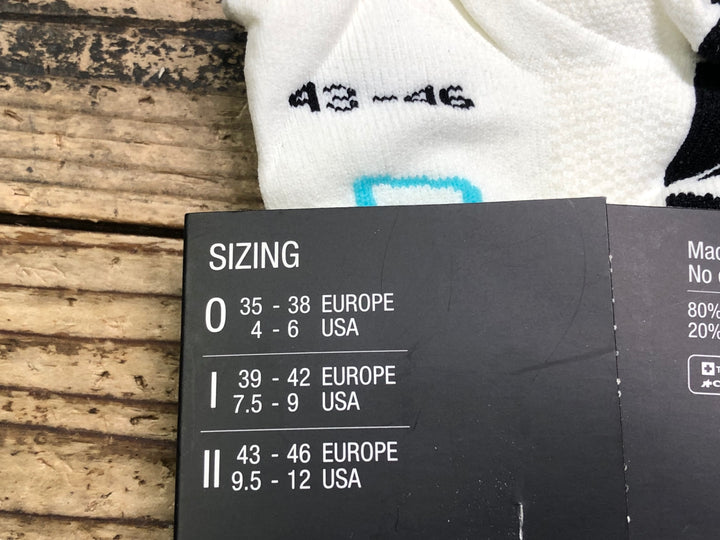 43-46
SIZING
0 35 - 38 EUROPE
4 - 6 USA
I 39 - 42 EUROPE
7.5 - 9 USA
II 43 - 46 EUROPE
9.5 - 12 USA
No
80%
20%